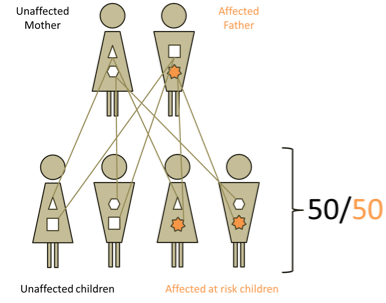 Unaffected
Mother
Affected
Father
50/50
Unaffected children
Affected at risk children